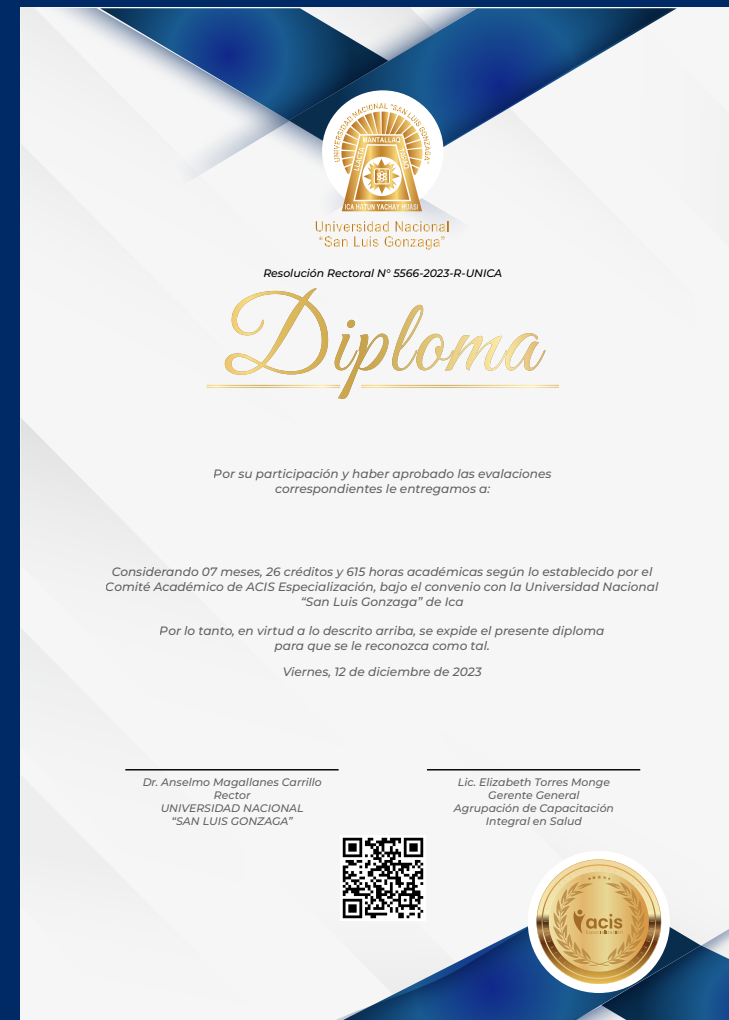 UNIVERSIDAD NACIONAL "SAN LUIS GONZAGA"
MANTALLAQ
LLACTA
ICA HATUN YACHAY HUASI
Universidad Nacional
"San Luis Gonzaga"
Resolución Rectoral N° 5566-2023-R-UNICA
Diploma
Por su participación y haber aprobado las evalaciones
correspondientes le entregamos a:
Considerando 07 meses, 26 créditos y 615 horas académicas según lo establecido por el
Comité Académico de ACIS Especialización, bajo el convenio con la Universidad Nacional
“San Luis Gonzaga” de Ica
Por lo tanto, en virtud a lo descrito arriba, se expide el presente diploma
para que se le reconozca como tal.
Viernes, 12 de diciembre de 2023
Dr. Anselmo Magallanes Carrillo
Rector
UNIVERSIDAD NACIONAL
“SAN LUIS GONZAGA”
Lic. Elizabeth Torres Monge
Gerente General
Agrupación de Capacitación
Integral en Salud
acis